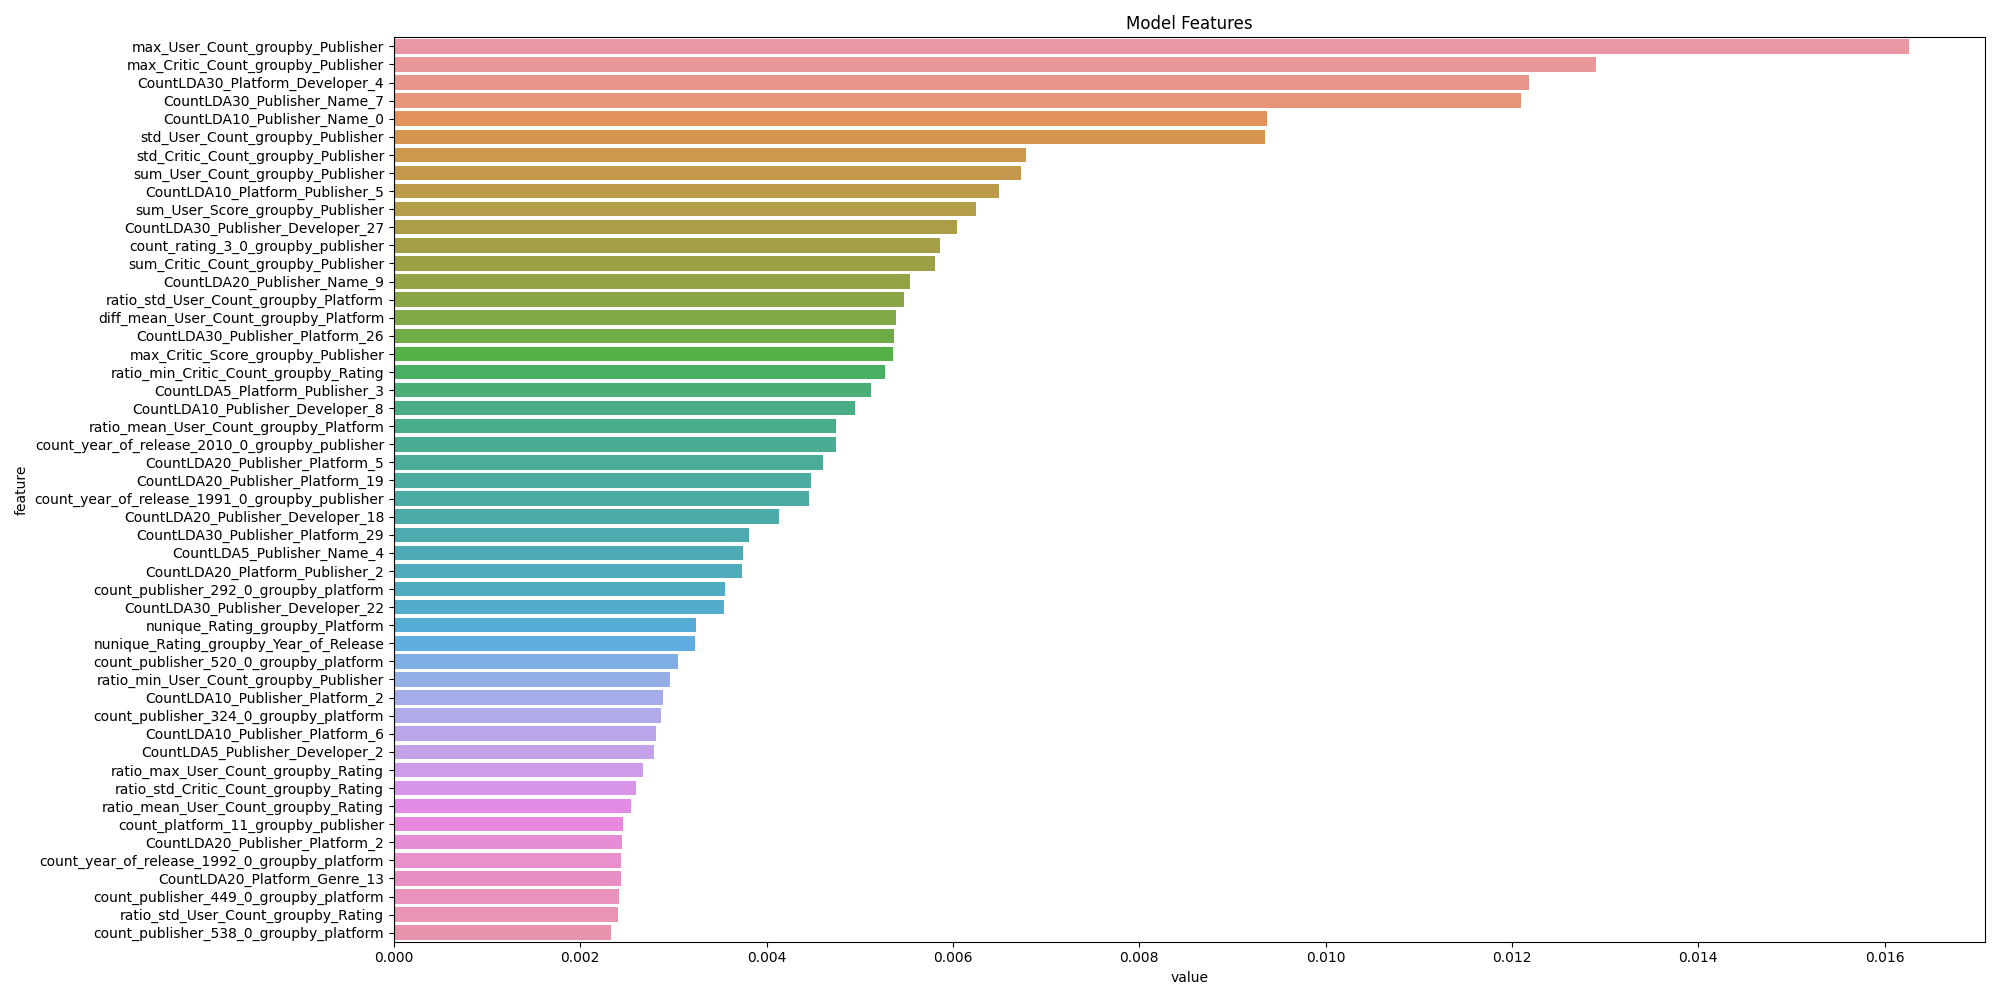 Model Features
max_User_Count_groupby_Publisher
max_Critic_Count_groupby_Publisher
CountLDA30_Platform_Developer_4
CountLDA30_Publisher_Name_7
CountLDA10_Publisher_Name_0
std_User_Count_groupby_Publisher
std_Critic_Count_groupby_Publisher
sum_User_Count_groupby_Publisher
CountLDA10_Platform_Publisher_5
sum_User_Score_groupby_Publisher
CountLDA30_Publisher_Developer_27
count_rating_3_0_groupby_publisher
sum_Critic_Count_groupby_Publisher
CountLDA20_Publisher_Name_9
ratio_std_User_Count_groupby_Platform
diff_mean_User_Count_groupby_Platform
CountLDA30_Publisher_Platform_26
max_Critic_Score_groupby_Publisher
ratio_min_Critic_Count_groupby_Rating
CountLDA5_Platform_Publisher_3
CountLDA10_Publisher_Developer_8
ratio_mean_User_Count_groupby_Platform
count_year_of_release_2010_0_groupby_publisher
CountLDA20_Publisher_Platform_5
CountLDA20_Publisher_Platform_19
count_year_of_release_1991_0_groupby_publisher
CountLDA20_Publisher_Developer_18
CountLDA30_Publisher_Platform_29
CountLDA5_Publisher_Name_4
CountLDA20_Platform_Publisher_2
count_publisher_292_0_groupby_platform
CountLDA30_Publisher_Developer_22
nunique_Rating_groupby_Platform
nunique_Rating_groupby_Year_of_Release
count_publisher_520_0_groupby_platform
ratio_min_User_Count_groupby_Publisher
CountLDA10_Publisher_Platform_2
count_publisher_324_0_groupby_platform
CountLDA10_Publisher_Platform_6
CountLDA5_Publisher_Developer_2
ratio_max_User_Count_groupby_Rating
ratio_std_Critic_Count_groupby_Rating
ratio_mean_User_Count_groupby_Rating
count_platform_11_groupby_publisher
CountLDA20_Publisher_Platform_2
count_year_of_release_1992_0_groupby_platform
CountLDA20_Platform_Genre_13
count_publisher_449_0_groupby_platform
ratio_std_User_Count_groupby_Rating
count_publisher_538_0_groupby_platform
feature
0.000 0.002 0.004 0.006 0.008 0.010 0.012 0.014 0.016
value